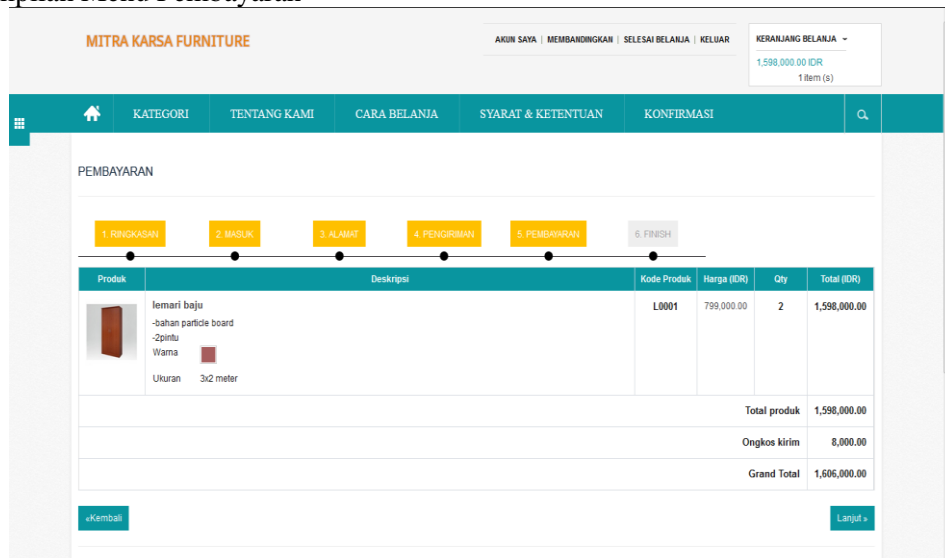 Menu Pembayaran
MITRA KARSA FURNITURE
AKUN SAYA | MEMBANDINGKAN | SELESAI BELANJA | KELUAR
KERANJANG BELANJA
1,598,000.00 IDR
1 item (s)
KATEGORI TENTANG KAMI CARA BELANJA SYARAT & KETENTUAN KONFIRMASI
PEMBAYARAN
1. RINGKASAN 2. MASUK 3. ALAMAT 4. PENGIRIMAN 5. PEMBAYARAN 6. FINISH
Produk Deskripsi Kode Produk Harga (IDR) Qty Total (IDR)
lemari baju L0001 799,000.00 2 1,598,000.00
-bahan particle board
-2pintu
Warna
Ukuran 3x2 meter
Total produk 1,598,000.00
Ongkos kirim 8,000.00
Grand Total 1,606,000.00
«Kembali Lanjut »